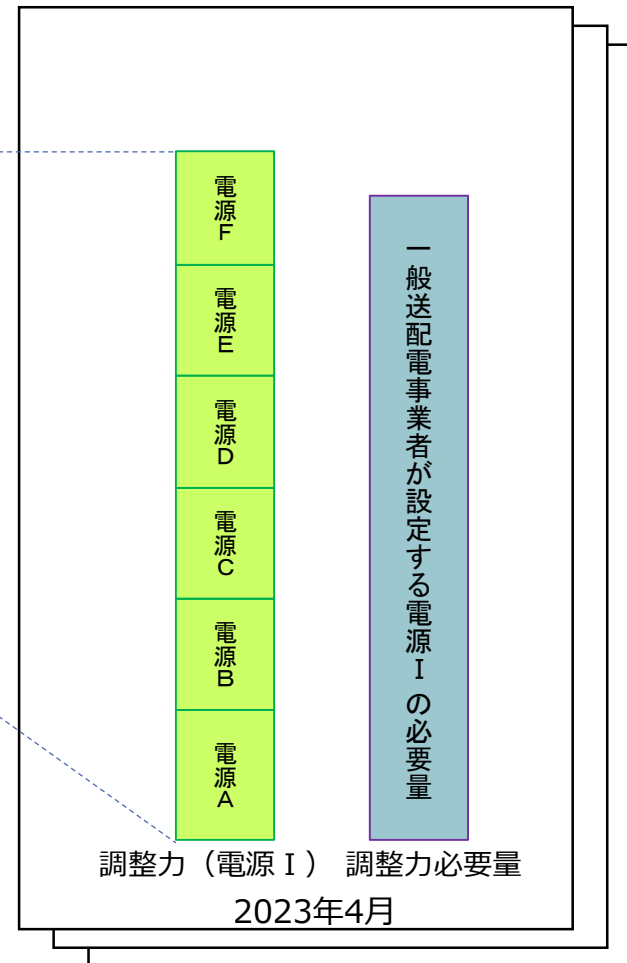 電源F
電源E
電源D
電源C
電源B
電源A
一般送配電事業者が設定する電源Ⅰの必要量
調整力（電源Ⅰ） 調整力必要量
2023年4月